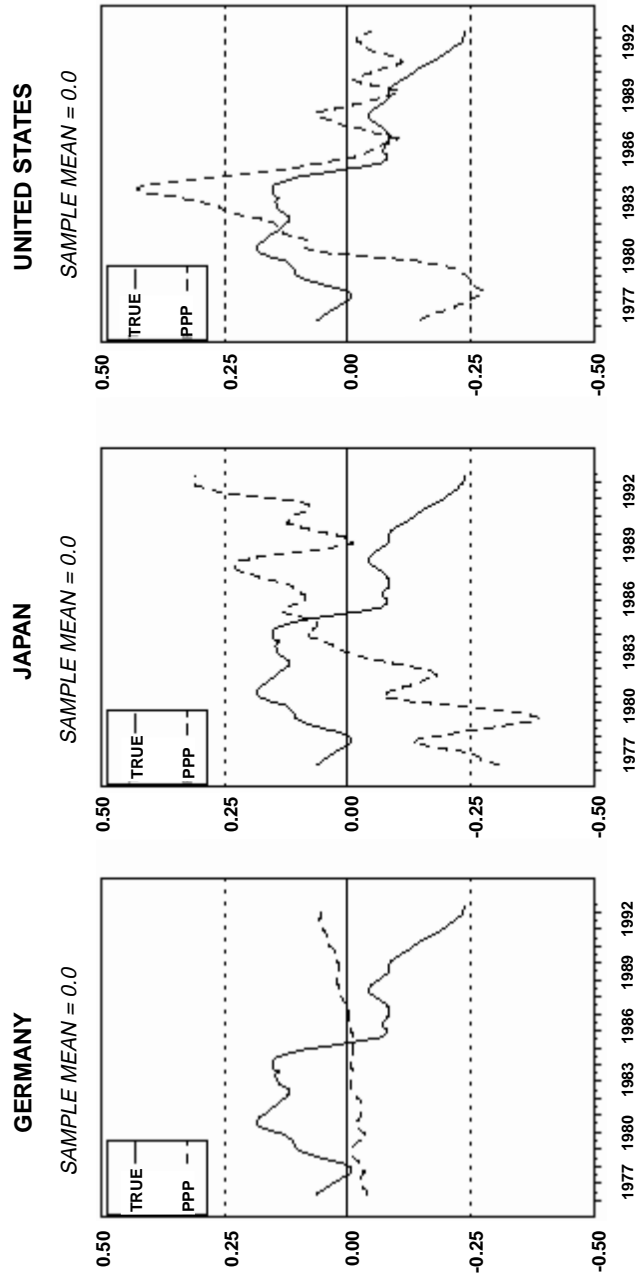 GERMANY
SAMPLE MEAN = 0.0
TRUE
PPP
0.50
0.25
0.00
-0.25
-0.50
1977 1980 1983 1986 1989 1992
JAPAN
SAMPLE MEAN = 0.0
TRUE
PPP
0.50
0.25
0.00
-0.25
-0.50
1977 1980 1983 1986 1989 1992
UNITED STATES
SAMPLE MEAN = 0.0
TRUE
PPP
0.50
0.25
0.00
-0.25
-0.50
1977 1980 1983 1986 1989 1992